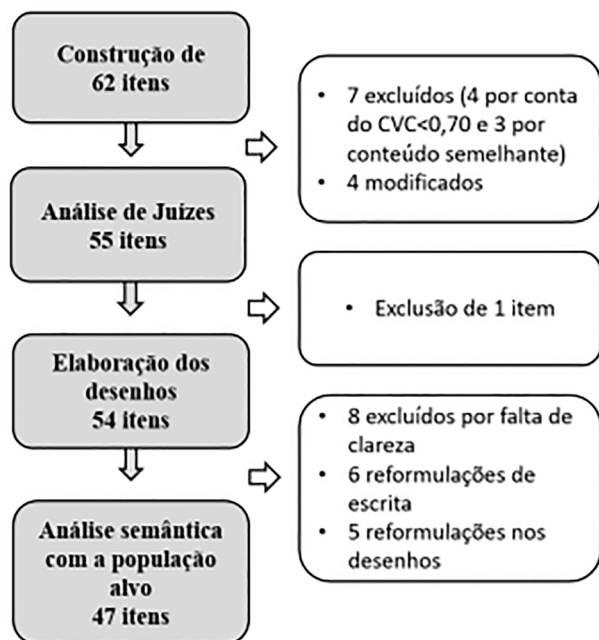 Construção de
62 itens
• 7 excluídos (4 por conta
do CVC<0,70 e 3 por
conteúdo semelhante)
• 4 modificados
Análise de Juízes
55 itens
• Exclusão de 1 item
Elaboração dos
desenhos
54 itens
• 8 excluídos por falta de
clareza
• 6 reformulações de
escrita
• 5 reformulações nos
desenhos
Análise semântica
com a população
alvo
47 itens